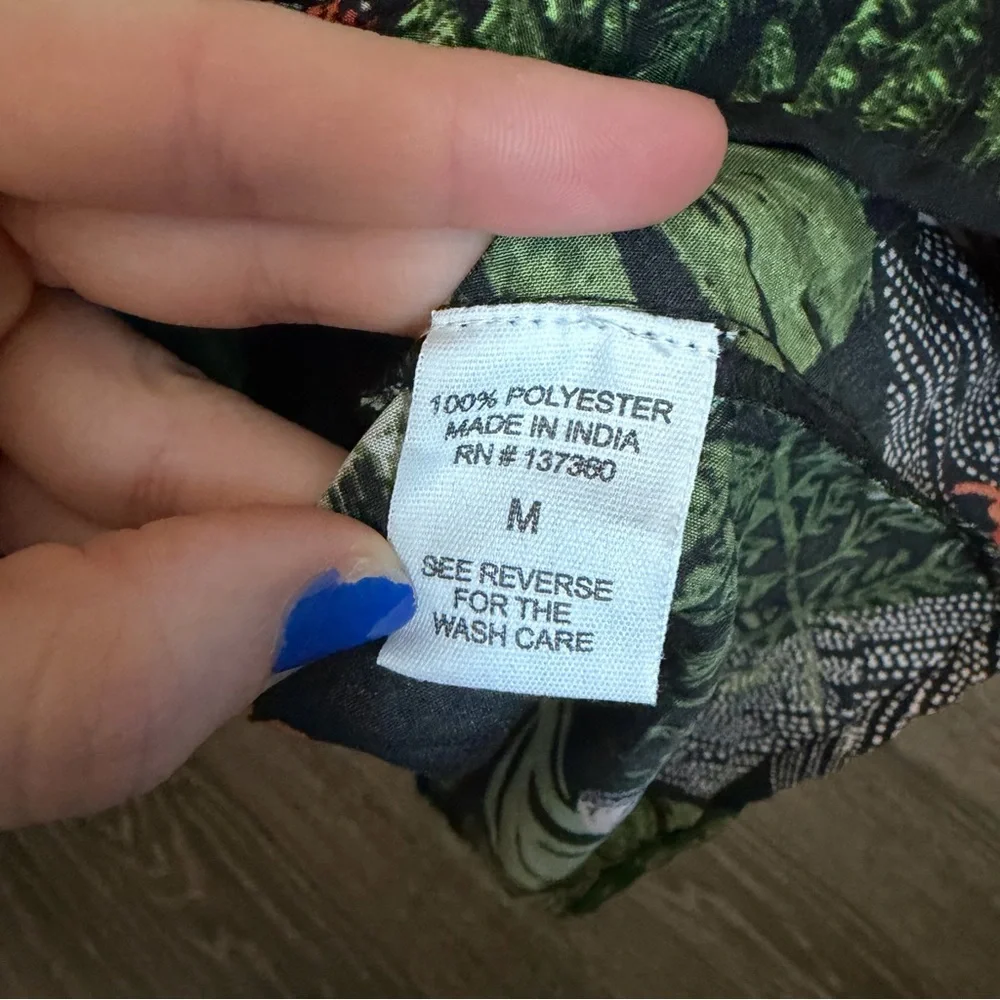 100% POLYESTER
MADE IN INDIA
RN # 137360
M
SEE REVERSE
FOR THE
WASH CARE